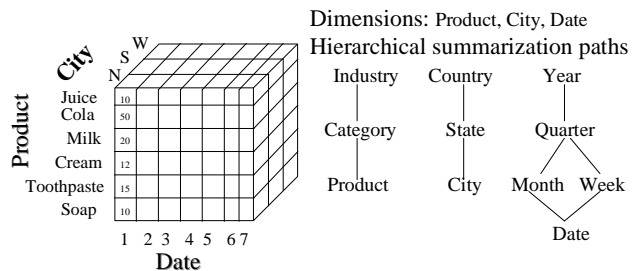 Dimensions: Product, City, Date
Hierarchical summarization paths
Industry Country Year
Category State Quarter
Product City Month Week
Date
City
N S W
Product
Juice 10
Cola 50
Milk 20
Cream 12
Toothpaste 15
Soap 10
1 2 3 4 5 6 7
Date